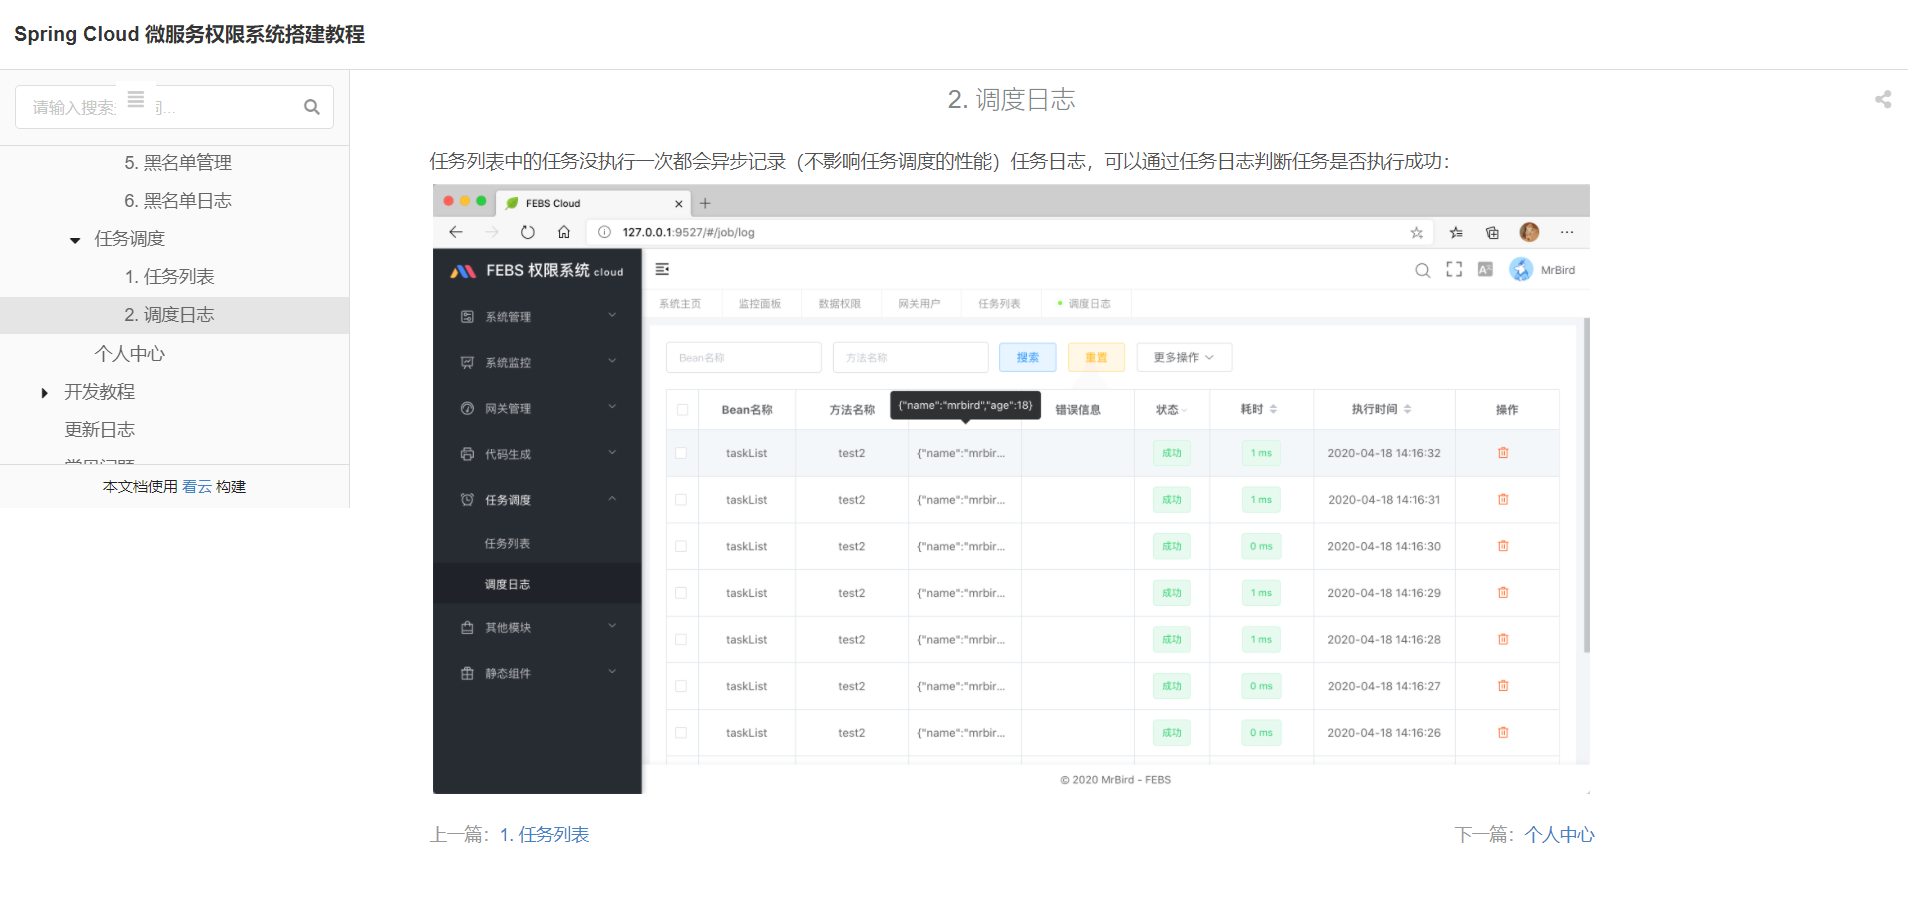 Spring Cloud 微服务权限系统搭建教程
请输入搜索
词...
5. 黑名单管理
6. 黑名单日志
任务调度
1. 任务列表
2. 调度日志
个人中心
开发教程
更新日志
本文档使用 看云 构建
2. 调度日志
任务列表中的任务没执行一次都会异步记录（不影响任务调度的性能）任务日志，可以通过任务日志判断任务是否执行成功：
FEBS Cloud
127.0.0.1:9527/#/job/log
FEBS 权限系统 cloud
系统管理
系统监控
网关管理
代码生成
任务调度
任务列表
调度日志
其他模块
静态组件
MrBird
系统主页 监控面板 数据权限 网关用户 任务列表 调度日志
Bean名称 方法名称 搜索 重置 更多操作
{"name":"mrbird","age":18}
Bean名称 方法名称 错误信息 状态 耗时 执行时间 操作
taskList test2 {"name":"mrbir... 成功 1 ms 2020-04-18 14:16:32
taskList test2 {"name":"mrbir... 成功 1 ms 2020-04-18 14:16:31
taskList test2 {"name":"mrbir... 成功 0 ms 2020-04-18 14:16:30
taskList test2 {"name":"mrbir... 成功 1 ms 2020-04-18 14:16:29
taskList test2 {"name":"mrbir... 成功 1 ms 2020-04-18 14:16:28
taskList test2 {"name":"mrbir... 成功 0 ms 2020-04-18 14:16:27
taskList test2 {"name":"mrbir... 成功 0 ms 2020-04-18 14:16:26
© 2020 MrBird - FEBS
上一篇：1. 任务列表
下一篇：个人中心